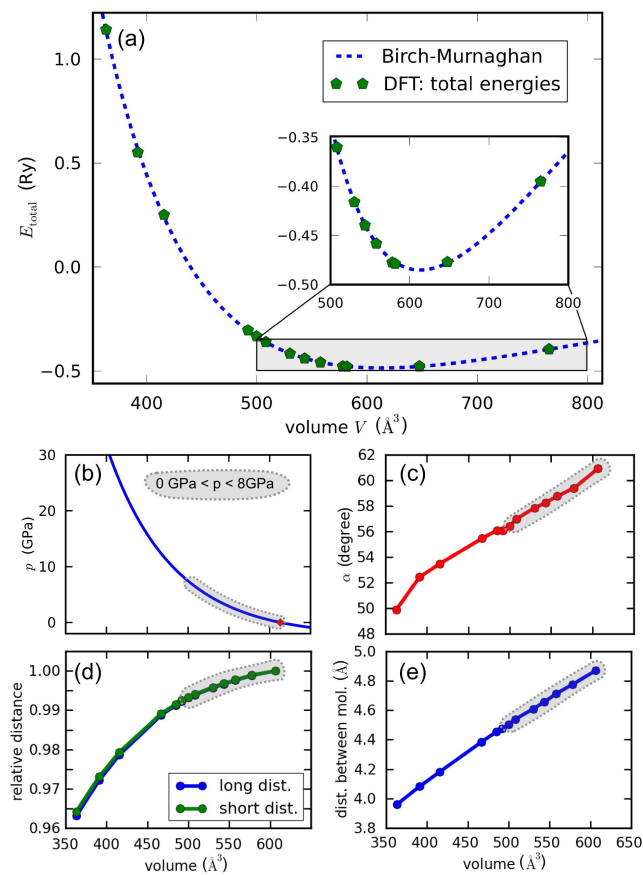 (a)
Birch-Murnaghan
DFT: total energies
1.0
0.5
0.0
−0.5
E_total (Ry)
−0.35
−0.40
−0.45
−0.50
500 600 700 800
400 500 600 700 800
volume V (Å³)
(b)
0 GPa < p < 8GPa
30
20
10
0
p (GPa)
(c)
62
60
58
56
54
52
50
48
α (degree)
(d)
1.00
0.99
0.98
0.97
0.96
relative distance
long dist.
short dist.
350 400 450 500 550 600
volume (Å³)
(e)
5.0
4.8
4.6
4.4
4.2
4.0
3.8
dist. between mol. (Å)
350 400 450 500 550 600 650
volume (Å³)